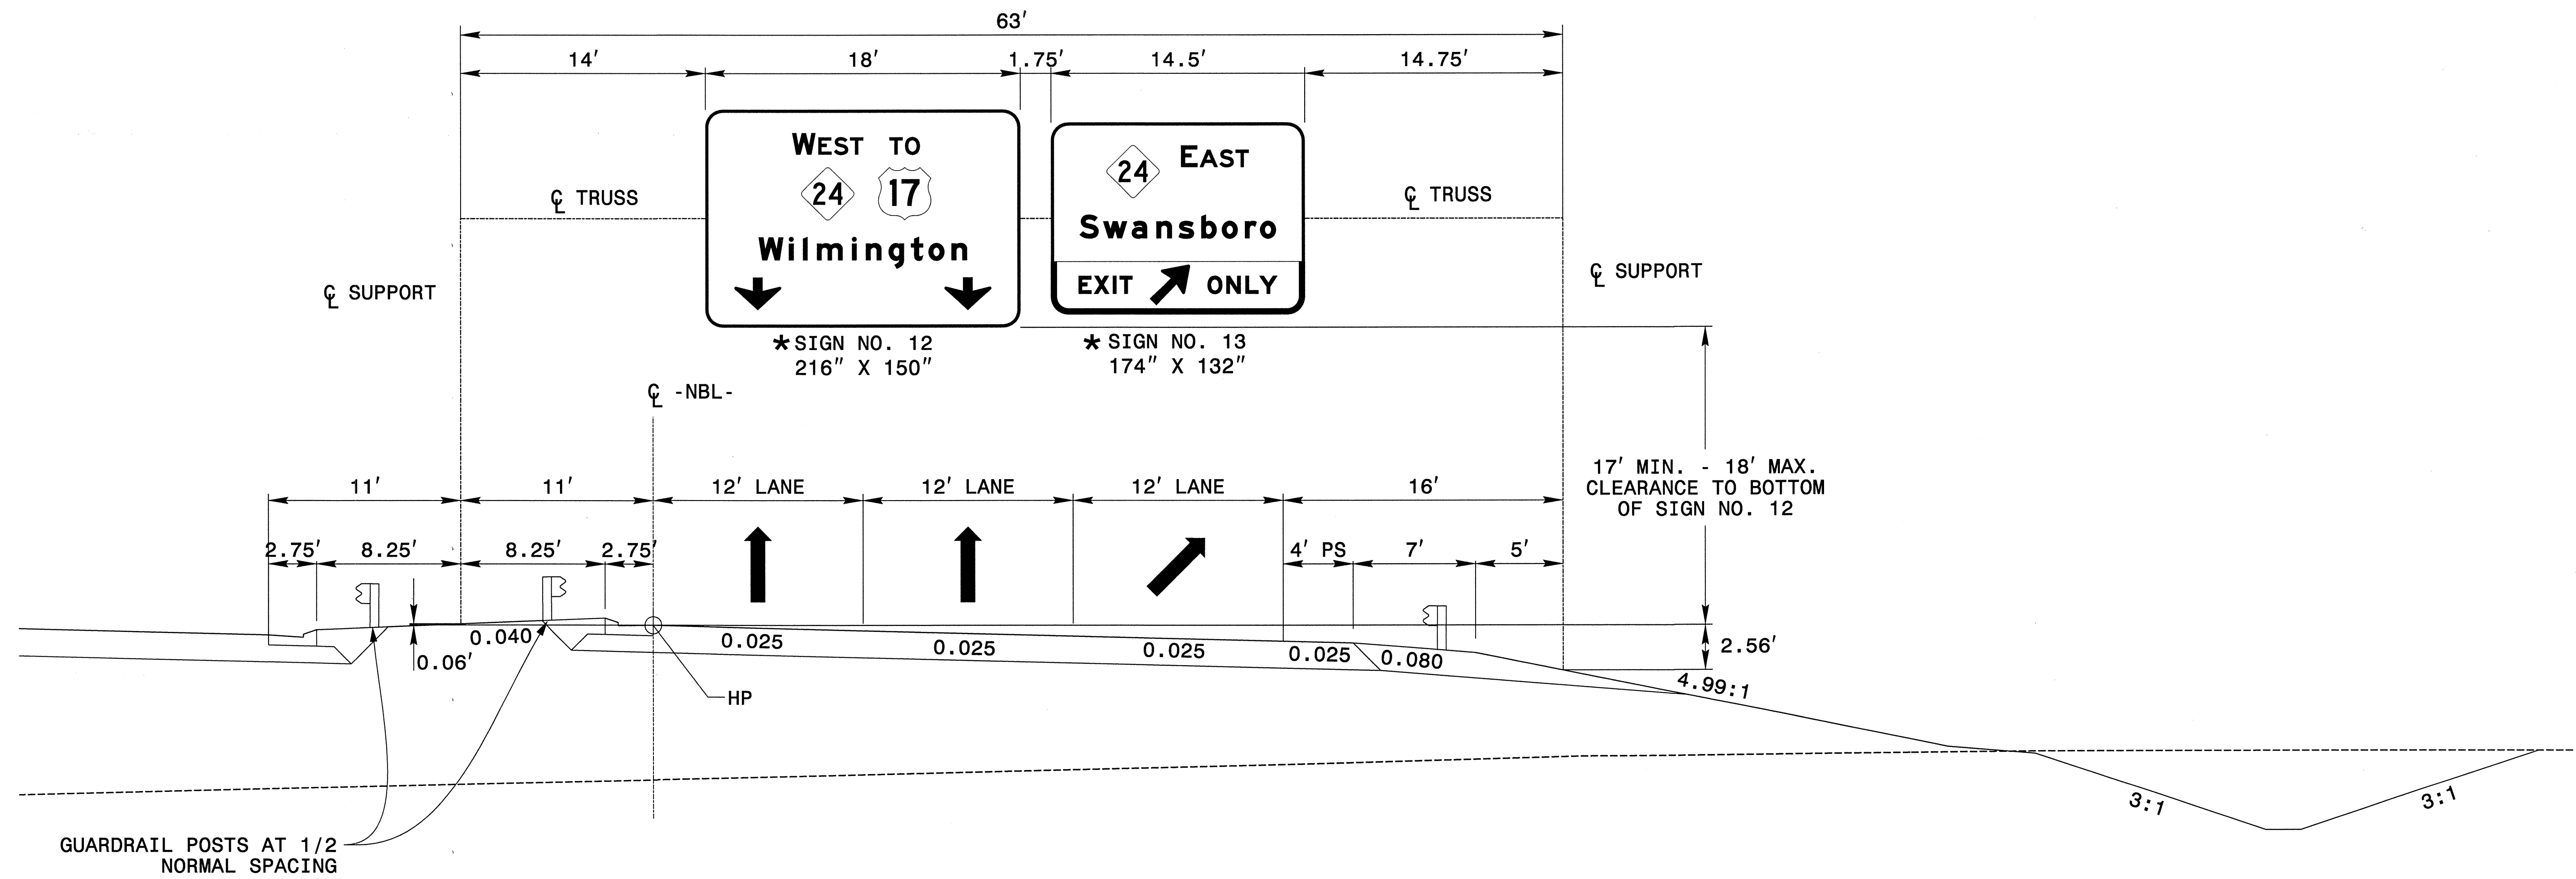 63'
14' 18' 1.75' 14.5' 14.75'
WEST TO
24 17
Wilmington
24 EAST
Swansboro
EXIT ONLY
℄ TRUSS
℄ TRUSS
℄ SUPPORT
℄ SUPPORT
*SIGN NO. 12
216" X 150"
* SIGN NO. 13
174" X 132"
℄ -NBL-
17' MIN. - 18' MAX.
CLEARANCE TO BOTTOM
OF SIGN NO. 12
11' 11' 12' LANE 12' LANE 12' LANE 16'
2.75' 8.25' 8.25' 2.75' 4' PS 7' 5'
0.06' 0.040 0.025 0.025 0.025 0.025 0.080
2.56'
4.99:1
HP
3:1 3:1
GUARDRAIL POSTS AT 1/2
NORMAL SPACING